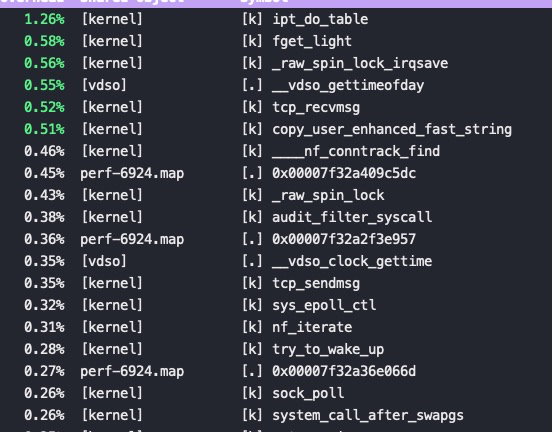 Overhead Shared Object Symbol
1.26% [kernel] [k] ipt_do_table
0.58% [kernel] [k] fget_light
0.56% [kernel] [k] _raw_spin_lock_irqsave
0.55% [vdso] [.] __vdso_gettimeofday
0.52% [kernel] [k] tcp_recvmsg
0.51% [kernel] [k] copy_user_enhanced_fast_string
0.46% [kernel] [k] ____nf_conntrack_find
0.45% perf-6924.map [.] 0x00007f32a409c5dc
0.43% [kernel] [k] _raw_spin_lock
0.38% [kernel] [k] audit_filter_syscall
0.36% perf-6924.map [.] 0x00007f32a2f3e957
0.35% [vdso] [.] __vdso_clock_gettime
0.35% [kernel] [k] tcp_sendmsg
0.32% [kernel] [k] sys_epoll_ctl
0.31% [kernel] [k] nf_iterate
0.28% [kernel] [k] try_to_wake_up
0.27% perf-6924.map [.] 0x00007f32a36e066d
0.26% [kernel] [k] sock_poll
0.26% [kernel] [k] system_call_after_swapgs